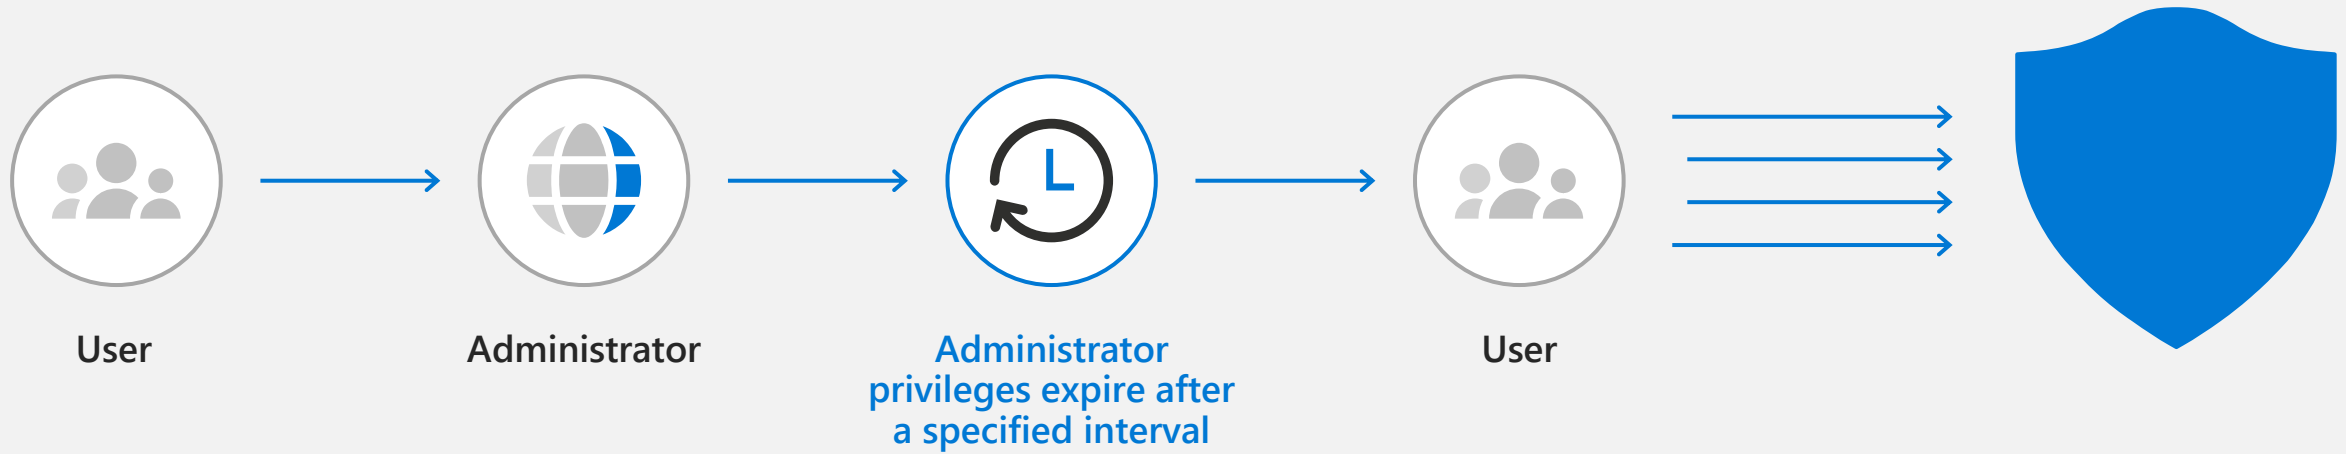 User
Administrator
Administrator
privileges expire after
a specified interval
User